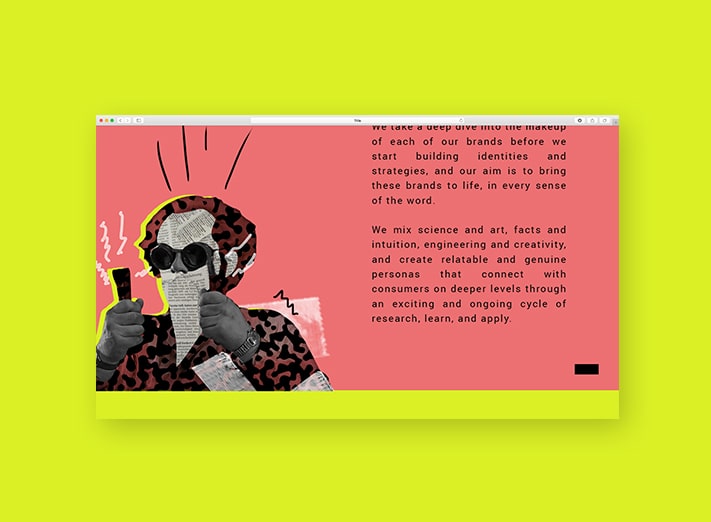 Title
We take a deep dive into the makeup
of each of our brands before we
start building identities and
strategies, and our aim is to bring
these brands to life, in every sense
of the word.
We mix science and art, facts and
intuition, engineering and creativity,
and create relatable and genuine
personas that connect with
consumers on deeper levels through
an exciting and ongoing cycle of
research, learn, and apply.